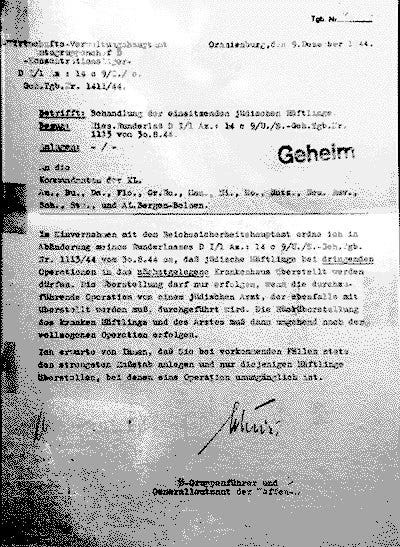 Tgb. Nr.
Wirtschafts-Verwaltungshauptamt
Oranienburg, den 9. Dezember 1944.
Amtsgruppenchef D
-Konzentrationslager-
D I/1 Az.: 14 c 9/U./
Geh.Tgb.Nr. 1411/44.
Betrifft: Behandlung der einsitzenden jüdischen Häftlinge
Bezug: Hies. Runderlas D I/1 Az.: 14 c 9/U./S.-Geh.Tgb.Nr.
1113 von 30.8.44.
Anlagen: - / -
Geheim
An die
Kommandanten der KL.
Au., Bu., Da., Flo., Gr.Ro., Mau., Na., Neu., Rav.,
Sch., Stu., und AL.Bergen-Belsen.
Im Einvernehmen mit dem Reichssicherheitshauptamt ordne ich in
Abänderung meines Runderlasses D I/1 Az.: 14 c 9/U./S.-Geh.Tgb.
Nr. 1113/44 vom 30.8.44 an, daß jüdische Häftlinge bei dringenden
Operationen in das nächstgelegene Krankenhaus überstellt werden
dürfen. Die Überstellung darf nur erfolgen, wenn die durchzu-
führende Operation von einem jüdischen Arzt, der ebenfalls mit
überstellt werden muß, durchgeführt wird. Die Rücküberstellung
des kranken Häftlings und des Arztes muß dann umgehend nach der
vollzogenen Operation erfolgen.
Ich erwarte von Ihnen, daß Sie bei vorkommenden Fällen stets
den strengsten Maßstab anlegen und nur diejenigen Häftlinge
überstellen, bei denen eine Operation unumgänglich ist.
SS-Gruppenführer und
Generalleutnant der Waffen-